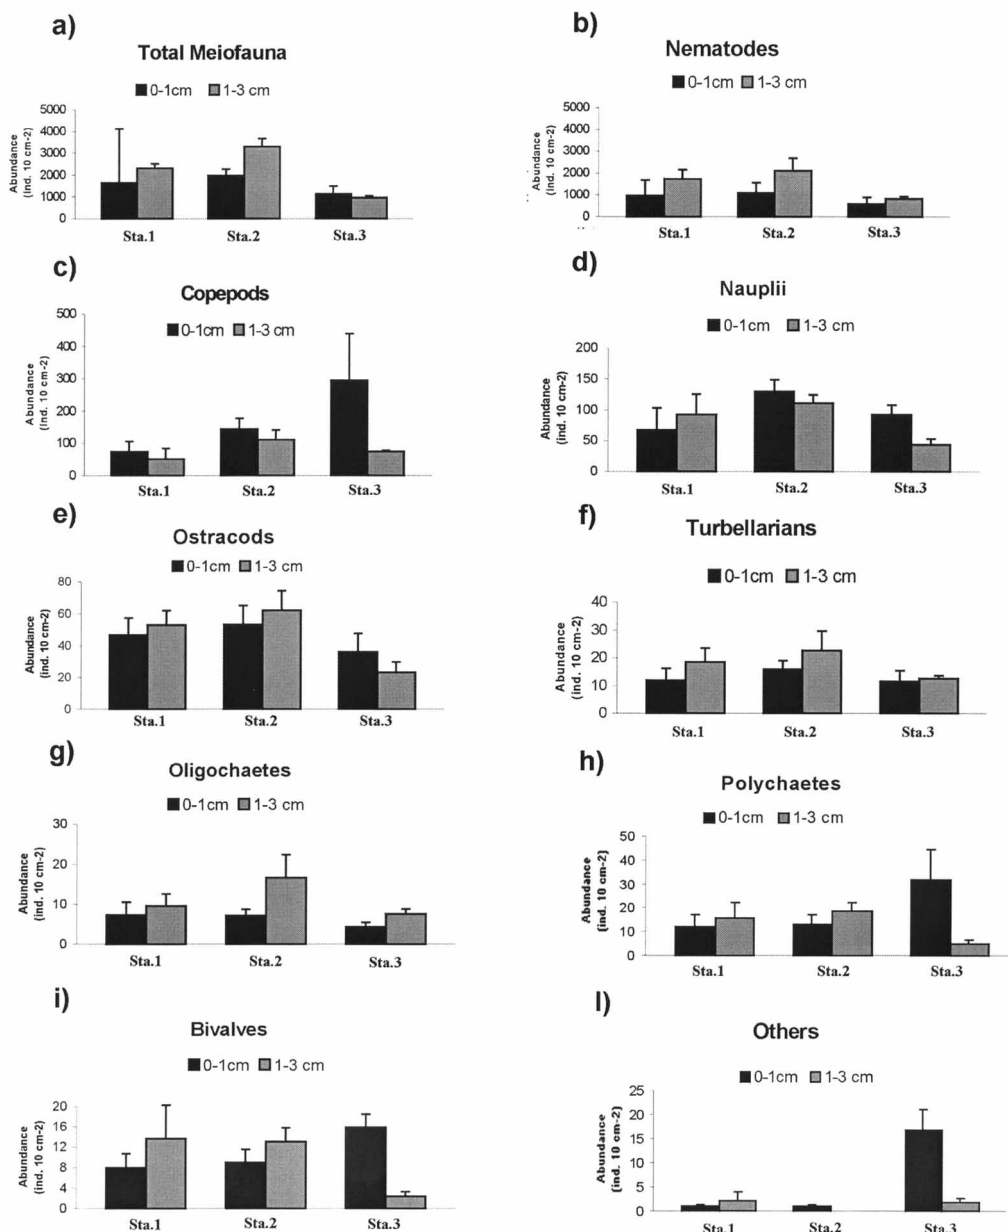 a)
Total Meiofauna
0-1cm 1-3 cm
Abundance
(ind. 10 cm-2)
5000
4000
3000
2000
1000
0
Sta.1 Sta.2 Sta.3
b)
Nematodes
0-1cm 1-3 cm
Abundance
(ind. 10 cm-2)
5000
4000
3000
2000
1000
0
Sta.1 Sta.2 Sta.3
c)
Copepods
0-1cm 1-3 cm
Abundance
(ind. 10 cm-2)
500
400
300
200
100
0
Sta.1 Sta.2 Sta.3
d)
Nauplii
0-1cm 1-3 cm
Abundance
(ind. 10 cm-2)
200
150
100
50
0
Sta.1 Sta.2 Sta.3
e)
Ostracods
0-1cm 1-3 cm
Abundance
(ind. 10 cm-2)
80
60
40
20
0
Sta.1 Sta.2 Sta.3
f)
Turbellarians
0-1cm 1-3 cm
Abundance
(ind. 10 cm-2)
40
30
20
10
0
Sta.1 Sta.2 Sta.3
g)
Oligochaetes
0-1cm 1-3 cm
Abundance
(ind. 10 cm-2)
30
20
10
0
Sta.1 Sta.2 Sta.3
h)
Polychaetes
0-1cm 1-3 cm
Abundance
(ind. 10 cm-2)
50
40
30
20
10
0
Sta.1 Sta.2 Sta.3
i)
Bivalves
0-1cm 1-3 cm
Abundance
(ind. 10 cm-2)
16
12
8
4
0
Sta.1 Sta.2 Sta.3
l)
Others
0-1cm 1-3 cm
Abundance
(ind. 10 cm-2)
25
20
15
10
5
0
Sta.1 Sta.2 Sta.3